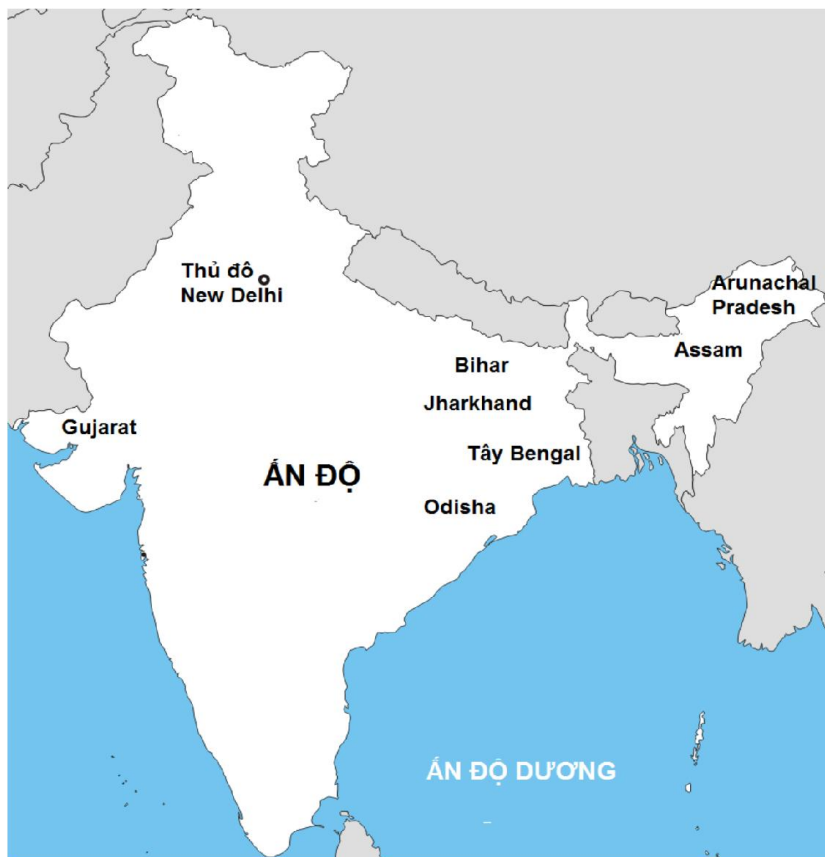 Thủ đô
New Delhi
Arunachal
Pradesh
Assam
Bihar
Jharkhand
Gujarat
Tây Bengal
ẤN ĐỘ
Odisha
ẤN ĐỘ DƯƠNG